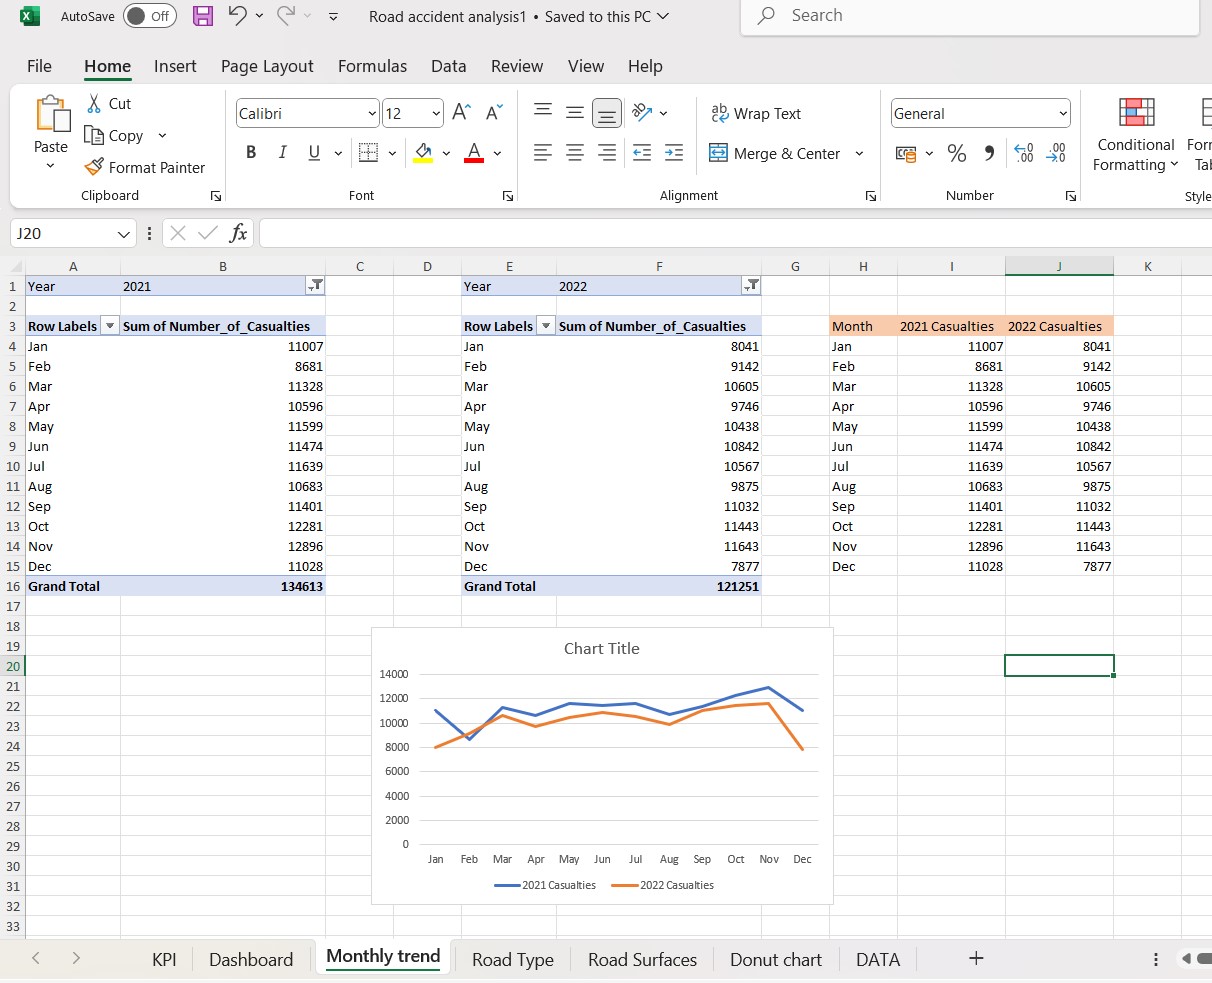 AutoSave Off Road accident analysis1 • Saved to this PC Search
File Home Insert Page Layout Formulas Data Review View Help
Paste Cut Copy Format Painter
Clipboard
Calibri 12 A A
B I U A
Font
ab Wrap Text
Merge & Center
Alignment
General
% 9 .00
Number
Conditional Formatting
J20 fx
A B C D E F G H I J K
1 Year 2021 Year 2022
2
3 Row Labels Sum of Number_of_Casualties Row Labels Sum of Number_of_Casualties Month 2021 Casualties 2022 Casualties
4 Jan 11007 Jan 8041 Jan 11007 8041
5 Feb 8681 Feb 9142 Feb 8681 9142
6 Mar 11328 Mar 10605 Mar 11328 10605
7 Apr 10596 Apr 9746 Apr 10596 9746
8 May 11599 May 10438 May 11599 10438
9 Jun 11474 Jun 10842 Jun 11474 10842
10 Jul 11639 Jul 10567 Jul 11639 10567
11 Aug 10683 Aug 9875 Aug 10683 9875
12 Sep 11401 Sep 11032 Sep 11401 11032
13 Oct 12281 Oct 11443 Oct 12281 11443
14 Nov 12896 Nov 11643 Nov 12896 11643
15 Dec 11028 Dec 7877 Dec 11028 7877
16 Grand Total 134613 Grand Total 121251
17
18
19
20
21
22
23
24
25
26
27
28
29
30
31
32
33
Chart Title
14000
12000
10000
8000
6000
4000
2000
0
Jan Feb Mar Apr May Jun Jul Aug Sep Oct Nov Dec
2021 Casualties 2022 Casualties
KPI Dashboard Monthly trend Road Type Road Surfaces Donut chart DATA